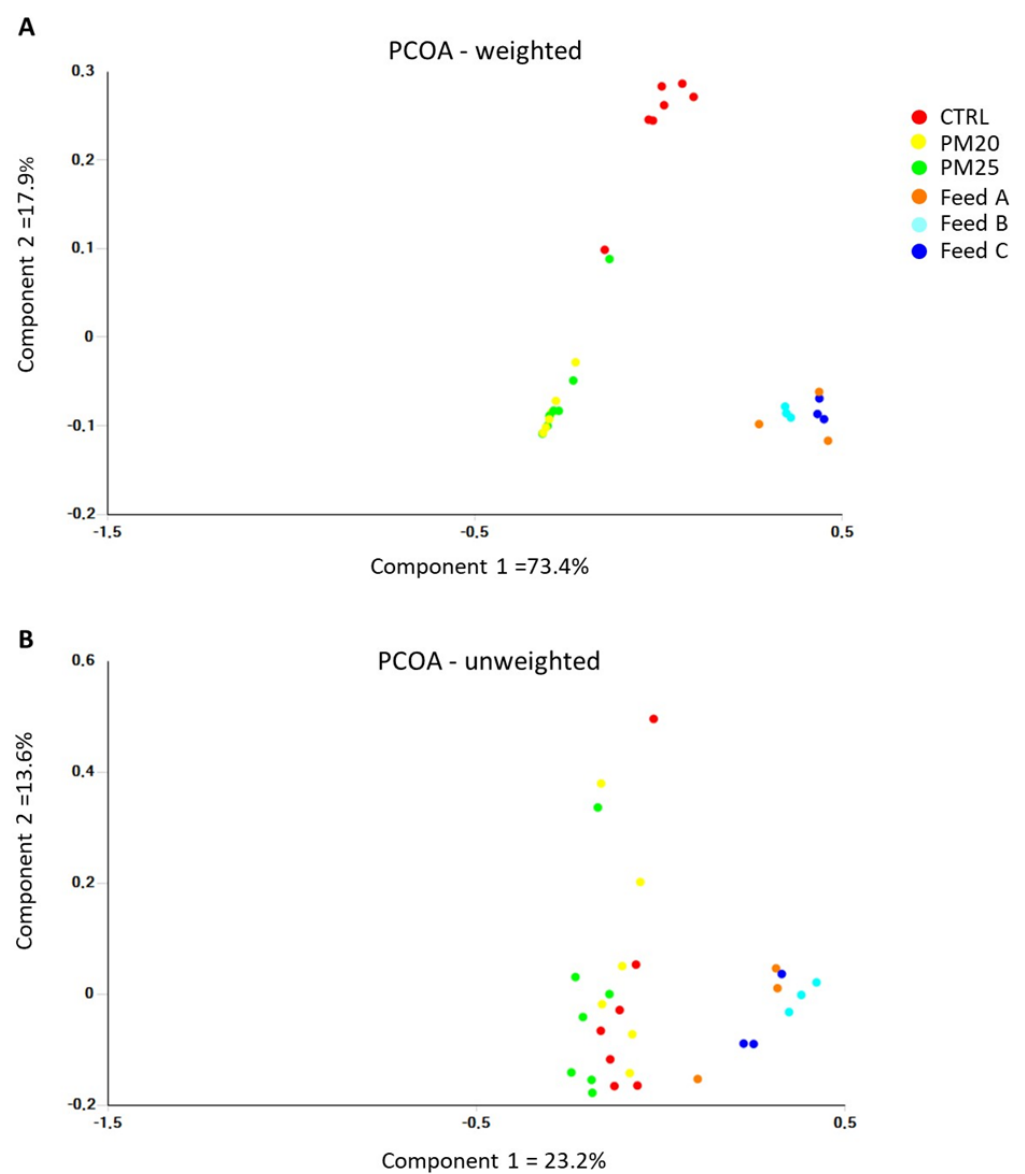 A
PCOA - weighted
0.3
0.2
0.1
0
-0.1
-0.2
Component 2 =17.9%
-1.5
-0.5
0.5
Component 1 =73.4%
CTRL
PM20
PM25
Feed A
Feed B
Feed C
B
PCOA - unweighted
0.6
0.4
0.2
0
-0.2
Component 2 =13.6%
-1.5
-0.5
0.5
Component 1 = 23.2%